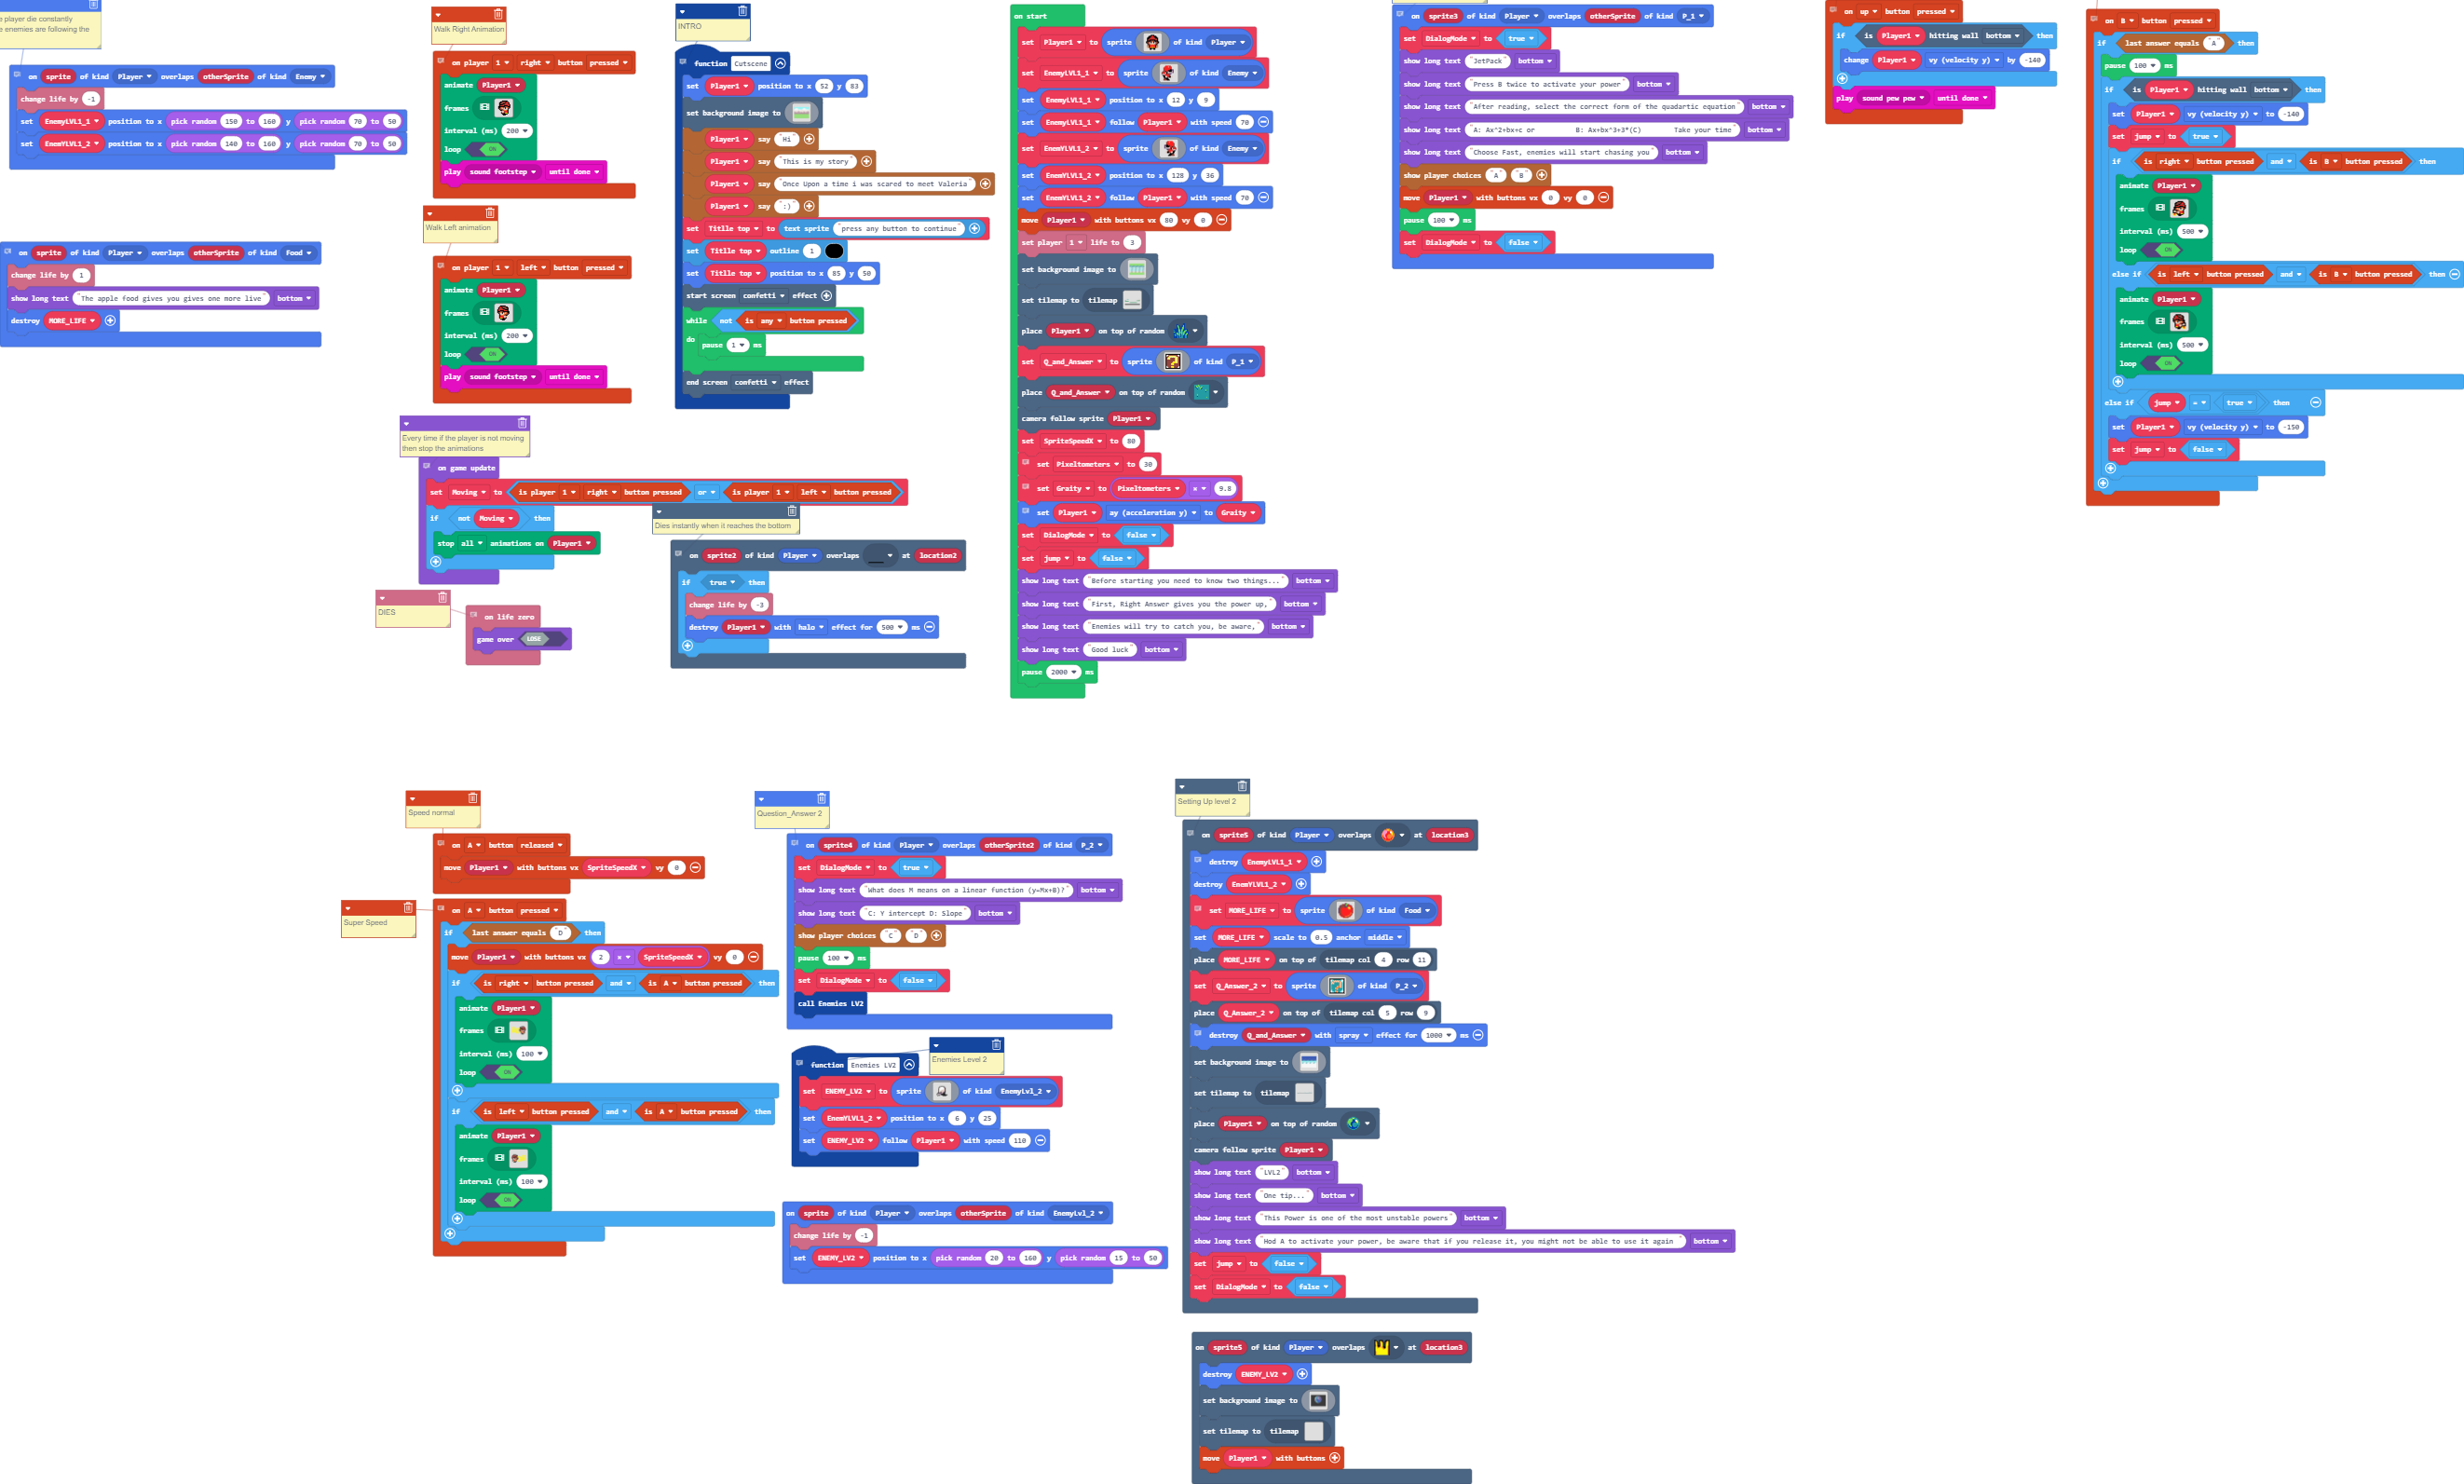 e player die constantly
e enemies are following the
on sprite of kind Player overlaps otherSprite of kind Enemy
change life by -1
set EnemyLVL1_1 position to x pick random 150 to 160 y pick random 70 to 50
set EnemYLVL1_2 position to x pick random 140 to 160 y pick random 70 to 50
on sprite of kind Player overlaps otherSprite of kind Food
change life by 1
show long text "The apple food gives you gives one more live" bottom
destroy MORE_LIFE
Walk Right Animation
on player 1 right button pressed
animate Player1
frames
interval (ms) 200
loop ON
play sound footstep until done
Walk Left animation
on player 1 left button pressed
animate Player1
frames
interval (ms) 200
loop ON
play sound footstep until done
Every time if the player is not moving
then stop the animations
on game update
set Moving to is player 1 right button pressed or is player 1 left button pressed
if not Moving then
stop all animations on Player1
DIES
on life zero
game over LOSE
INTRO
function Cutscene
set Player1 position to x 52 y 83
set background image to
Player1 say "Hi"
Player1 say "This is my story"
Player1 say "Once Upon a time i was scared to meet Valeria"
Player1 say ":)"
set Titlle top to text sprite "press any button to continue"
set Titlle top outline 1
set Titlle top position to x 85 y 50
start screen confetti effect
while not is any button pressed
do
pause 1 ms
end screen confetti effect
Dies instantly when it reaches the bottom
on sprite2 of kind Player overlaps at location2
if true then
change life by -3
destroy Player1 with halo effect for 500 ms
on start
set Player1 to sprite of kind Player
set EnemyLVL1_1 to sprite of kind Enemy
set EnemyLVL1_1 position to x 12 y 9
set EnemyLVL1_1 follow Player1 with speed 70
set EnemYLVL1_2 to sprite of kind Enemy
set EnemYLVL1_2 position to x 128 y 36
set EnemYLVL1_2 follow Player1 with speed 70
move Player1 with buttons vx 80 vy 0
set player 1 life to 3
set background image to
set tilemap to tilemap
place Player1 on top of random
set Q_and_Answer to sprite of kind P_1
place Q_and_Answer on top of random
camera follow sprite Player1
set SpriteSpeedX to 80
set Pixeltometers to 30
set Graity to Pixeltometers x 9.8
set Player1 ay (acceleration y) to Graity
set DialogMode to false
set jump to false
show long text "Before starting you need to know two things..." bottom
show long text "First, Right Answer gives you the power up," bottom
show long text "Enemies will try to catch you, be aware," bottom
show long text "Good luck" bottom
pause 2000 ms
on sprite3 of kind Player overlaps otherSprite of kind P_1
set DialogMode to true
show long text "JetPack" bottom
show long text "Press B twice to activate your power" bottom
show long text "After reading, select the correct form of the quadartic equation" bottom
show long text "A: Ax^2+bx+c or B: Ax+bx^3+3*(C) Take your time" bottom
show long text "Choose Fast, enemies will start chasing you" bottom
show player choices "A" "B"
move Player1 with buttons vx 0 vy 0
pause 100 ms
set DialogMode to false
on up button pressed
if is Player1 hitting wall bottom then
change Player1 vy (velocity y) by -140
play sound pew pew until done
on B button pressed
if last answer equals "A" then
pause 100 ms
if is Player1 hitting wall bottom then
set Player1 vy (velocity y) to -140
set jump to true
if is right button pressed and is B button pressed then
animate Player1
frames
interval (ms) 500
loop ON
else if is left button pressed and is B button pressed then
animate Player1
frames
interval (ms) 500
loop ON
else if jump = true then
set Player1 vy (velocity y) to -150
set jump to false
Speed normal
on A button released
move Player1 with buttons vx SpriteSpeedX vy 0
Super Speed
on A button pressed
if last answer equals "D" then
move Player1 with buttons vx 2 x SpriteSpeedX vy 0
if is right button pressed and is A button pressed then
animate Player1
frames
interval (ms) 100
loop ON
if is left button pressed and is A button pressed then
animate Player1
frames
interval (ms) 100
loop ON
Question_Answer 2
on sprite4 of kind Player overlaps otherSprite2 of kind P_2
set DialogMode to true
show long text "What does M means on a linear function (y=Mx+B)?" bottom
show long text "C: Y intercept D: Slope" bottom
show player choices "C" "D"
pause 100 ms
set DialogMode to false
call Enemies LV2
Enemies Level 2
function Enemies LV2
set ENEMY_LV2 to sprite of kind EnemyLvl_2
set EnemYLVL1_2 position to x 6 y 25
set ENEMY_LV2 follow Player1 with speed 110
on sprite of kind Player overlaps otherSprite of kind EnemyLvl_2
change life by -1
set ENEMY_LV2 position to x pick random 20 to 160 y pick random 15 to 50
Setting Up level 2
on sprite5 of kind Player overlaps at location3
destroy EnemyLVL1_1
destroy EnemYLVL1_2
set MORE_LIFE to sprite of kind Food
set MORE_LIFE scale to 0.5 anchor middle
place MORE_LIFE on top of tilemap col 4 row 11
set Q_Answer_2 to sprite of kind P_2
place Q_Answer_2 on top of tilemap col 5 row 9
destroy Q_and_Answer with spray effect for 1000 ms
set background image to
set tilemap to tilemap
place Player1 on top of random
camera follow sprite Player1
show long text "LVL2" bottom
show long text "One tip..." bottom
show long text "This Power is one of the most unstable powers" bottom
show long text "Hod A to activate your power, be aware that if you release it, you might not be able to use it again" bottom
set jump to false
set DialogMode to false
on sprite5 of kind Player overlaps at location3
destroy ENEMY_LV2
set background image to
set tilemap to tilemap
move Player1 with buttons